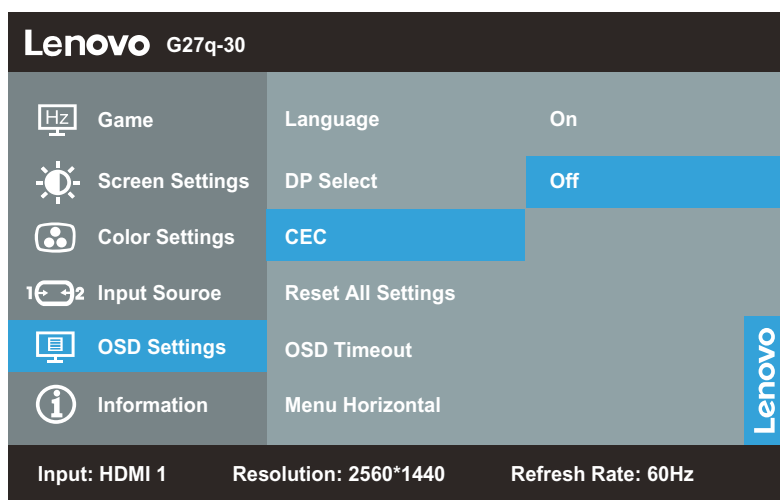 Lenovo G27q-30
Hz Game Language On
Screen Settings DP Select Off
Color Settings CEC
1 2 Input Souroe Reset All Settings
OSD Settings OSD Timeout
i Information Menu Horizontal
Lenovo
Input: HDMI 1 Resolution: 2560*1440 Refresh Rate: 60Hz